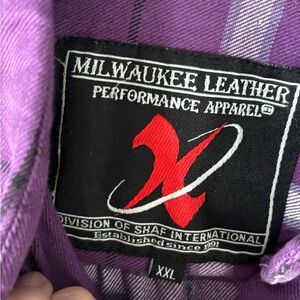 MILWAUKEE LEATHER
PERFORMANCE APPAREL
DIVISION OF SHAF INTERNATIONAL
Established since 1991
XXL